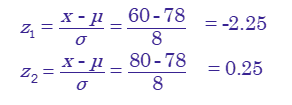 z₁ = (x - μ)/σ = (60 - 78)/8 = -2.25
z₂ = (x - μ)/σ = (80 - 78)/8 = 0.25